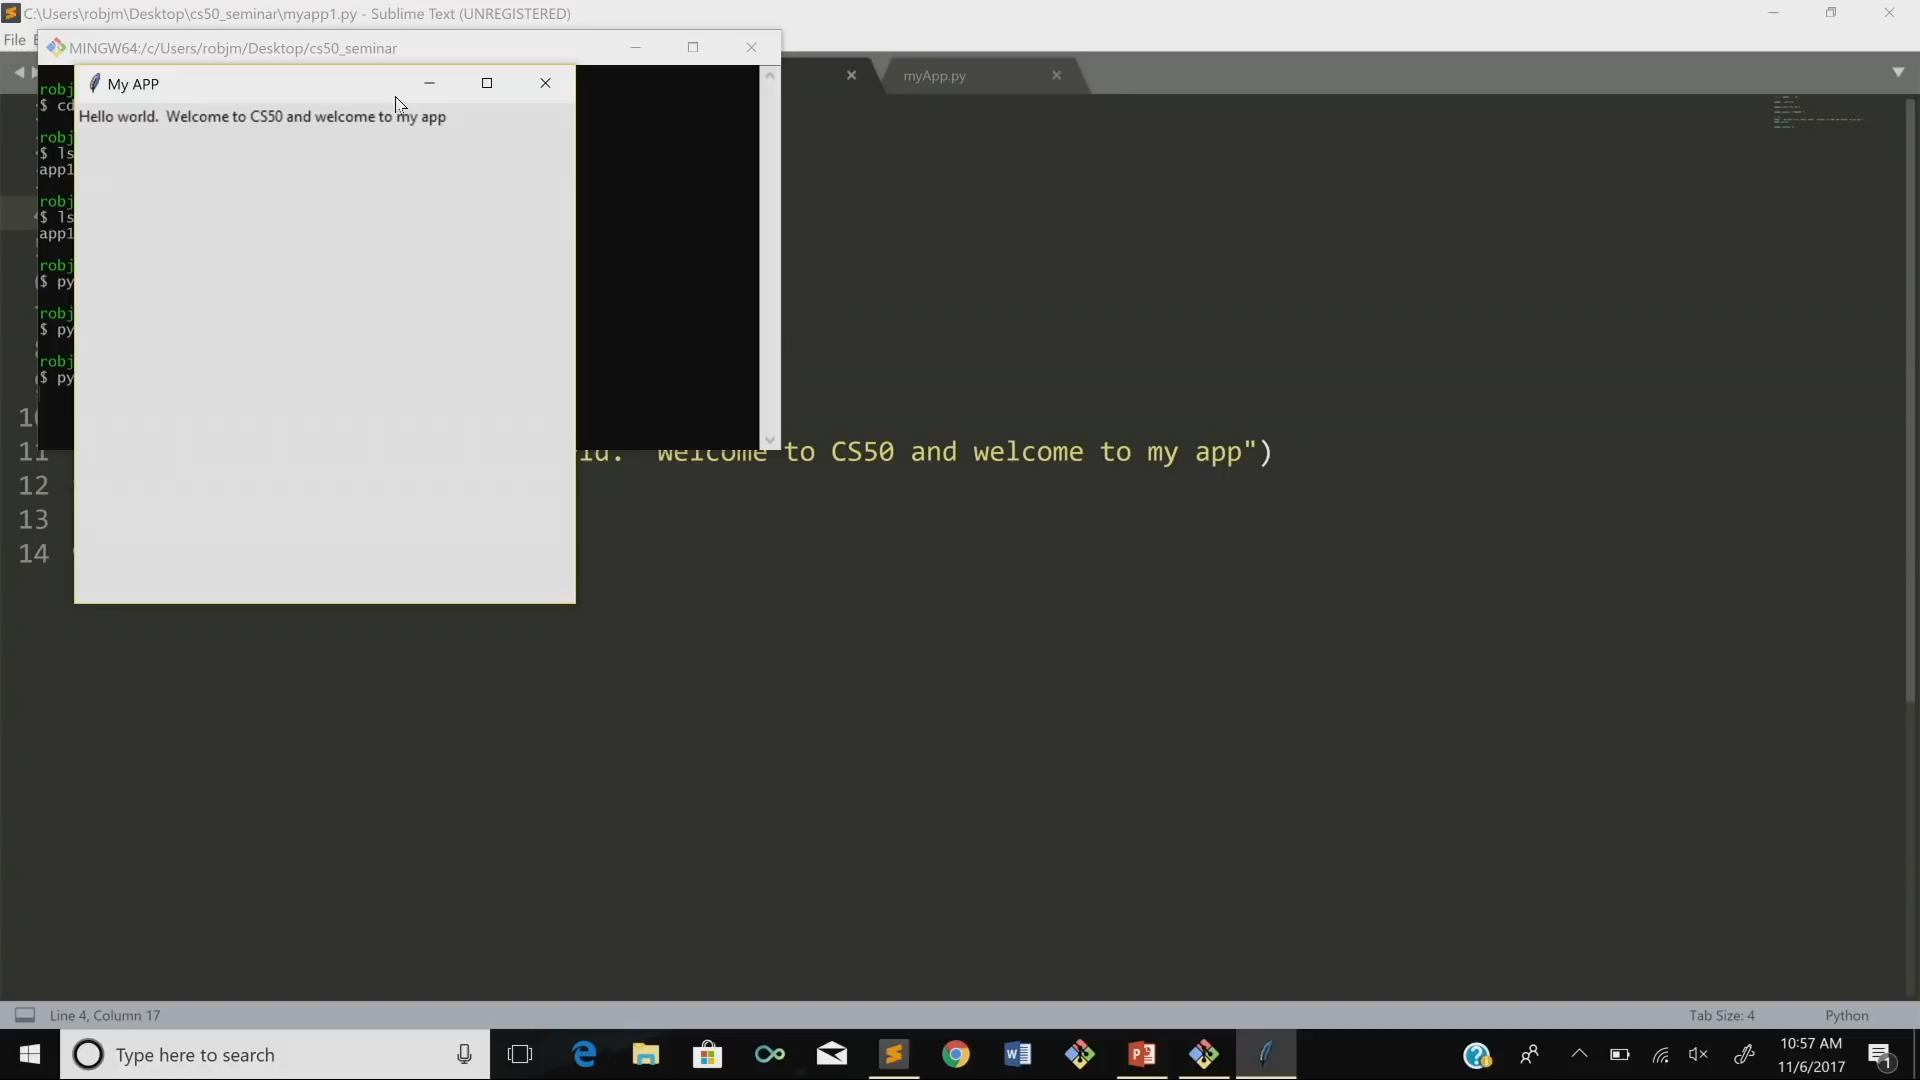 C:\Users\robjm\Desktop\cs50_seminar\myapp1.py - Sublime Text (UNREGISTERED)
File
MINGW64:/c/Users/robjm/Desktop/cs50_seminar
My APP
myApp.py
Hello world.  Welcome to CS50 and welcome to my app
robj
$ cd
robj
$ ls
app1
robj
$ ls
app1
robj
$ py
robj
$ py
robj
$ py
10
11 Welcome to CS50 and welcome to my app")
12
13
14
Line 4, Column 17
Tab Size: 4
Python
Type here to search
10:57 AM
11/6/2017
1